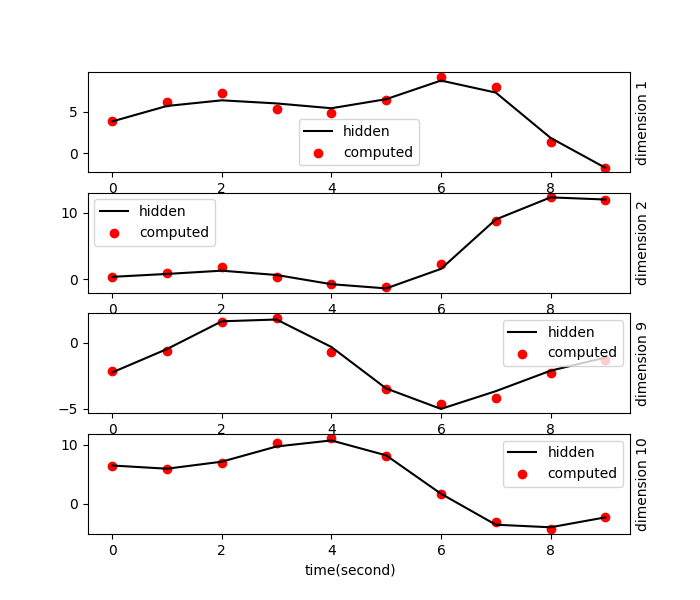 5
0
hidden
computed
dimension 1
0 2 4 6 8
10
0
hidden
computed
dimension 2
0 2 4 6 8
0
−5
hidden
computed
dimension 9
0 2 4 6 8
10
0
hidden
computed
dimension 10
0 2 4 6 8
time(second)